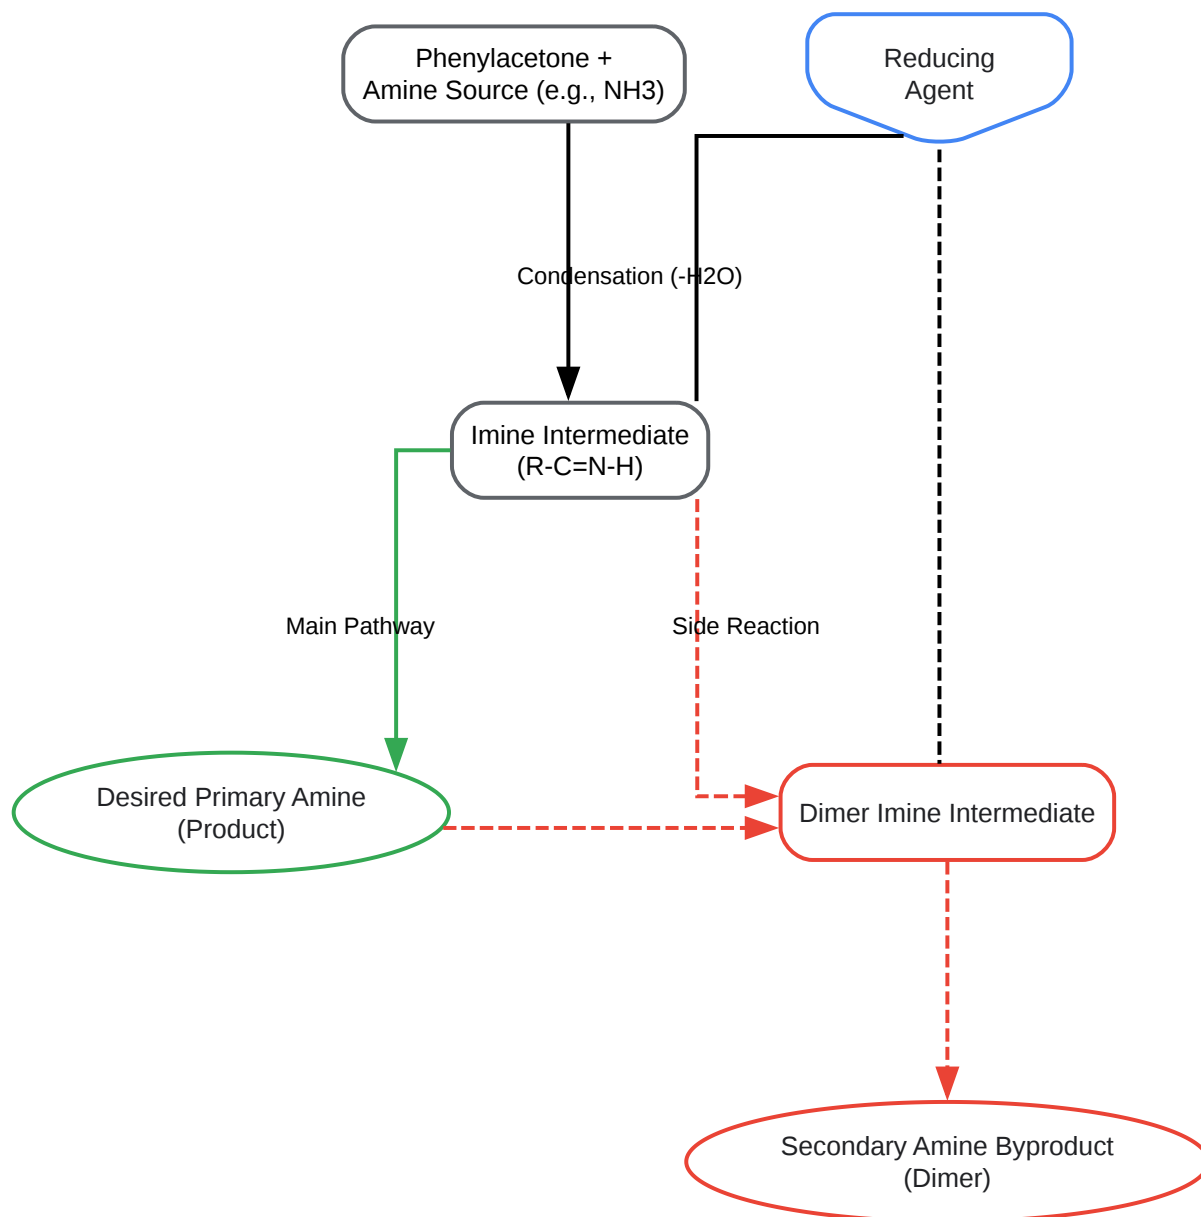 Phenylacetone +
Amine Source (e.g., NH3)
Reducing
Agent
Condensation (-H2O)
Imine Intermediate
(R-C=N-H)
Main Pathway
Side Reaction
Desired Primary Amine
(Product)
Dimer Imine Intermediate
Secondary Amine Byproduct
(Dimer)